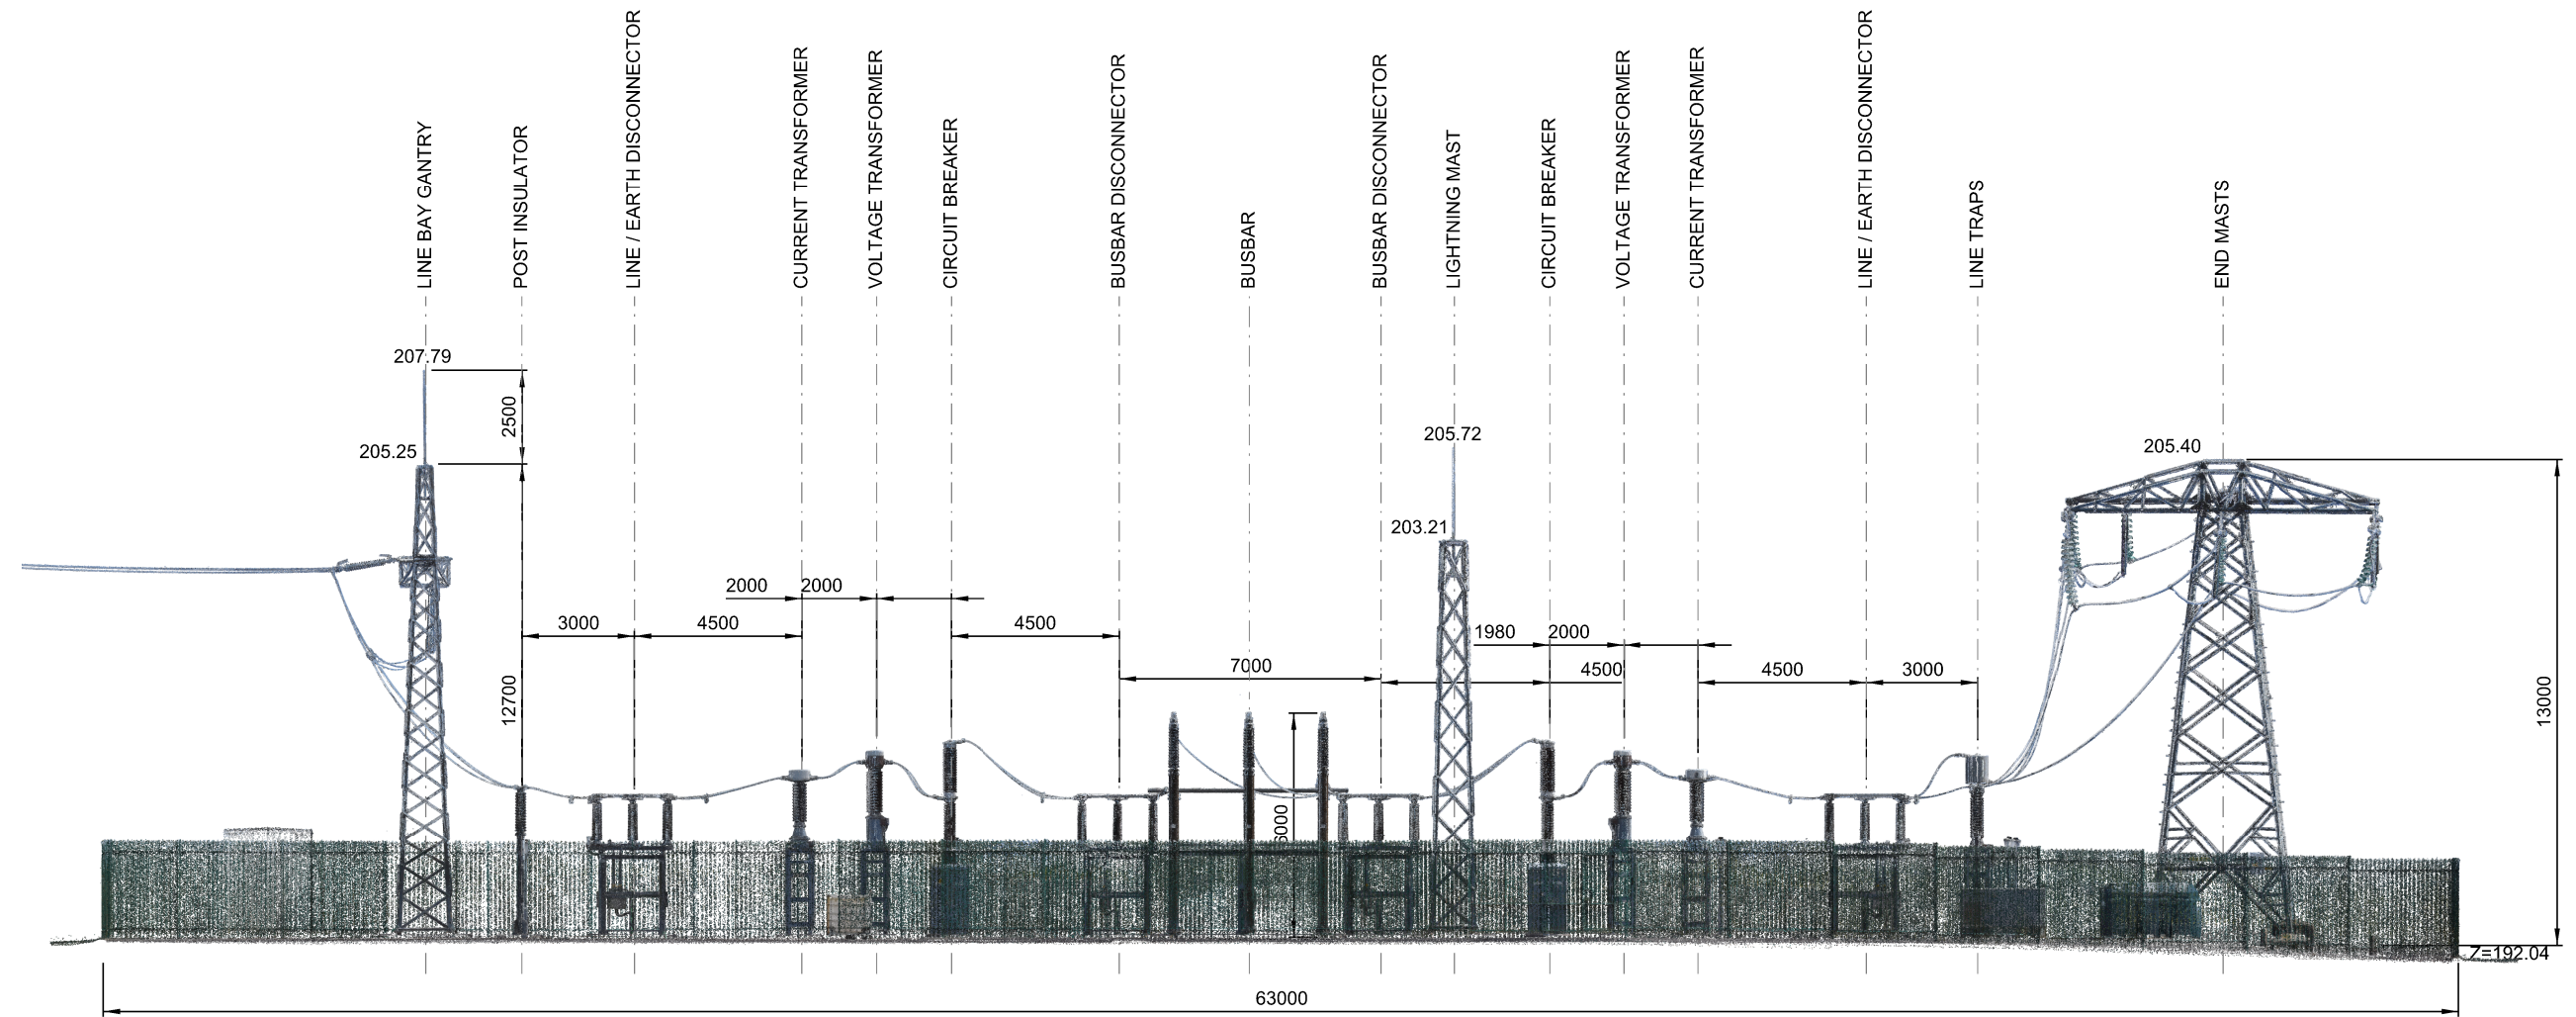 LINE BAY GANTRY
POST INSULATOR
LINE / EARTH DISCONNECTOR
CURRENT TRANSFORMER
VOLTAGE TRANSFORMER
CIRCUIT BREAKER
BUSBAR DISCONNECTOR
BUSBAR
BUSBAR DISCONNECTOR
LIGHTNING MAST
CIRCUIT BREAKER
VOLTAGE TRANSFORMER
CURRENT TRANSFORMER
LINE / EARTH DISCONNECTOR
LINE TRAPS
END MASTS
207.79
2500
205.25
205.72
205.40
203.21
2000
2000
3000
4500
4500
1980
2000
7000
4500
4500
3000
12700
13000
6000
Z=192.04
63000